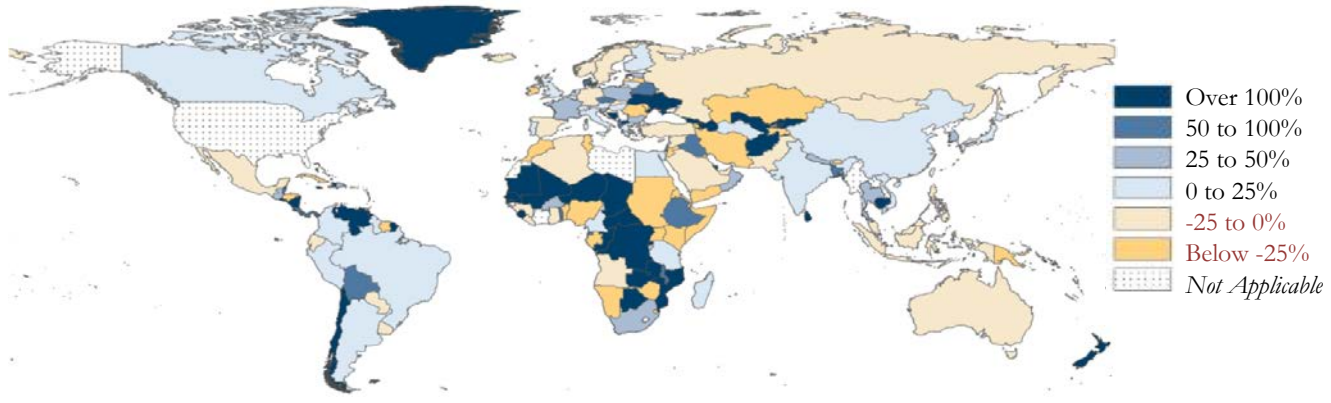 Over 100%
50 to 100%
25 to 50%
0 to 25%
-25 to 0%
Below -25%
Not Applicable